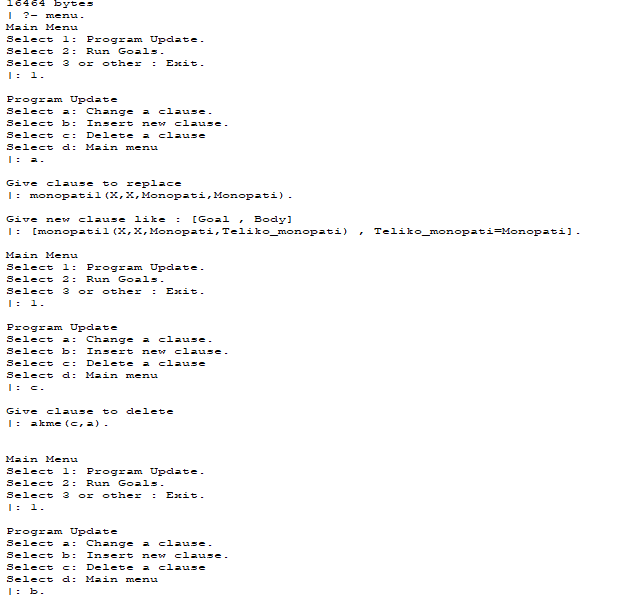 16464 bytes
| ?- menu.
Main Menu
Select 1: Program Update.
Select 2: Run Goals.
Select 3 or other : Exit.
|: 1.
Program Update
Select a: Change a clause.
Select b: Insert new clause.
Select c: Delete a clause
Select d: Main menu
|: a.
Give clause to replace
|: monopati1(X,X,Monopati,Monopati).
Give new clause like : [Goal , Body]
|: [monopati1(X,X,Monopati,Teliko_monopati) , Teliko_monopati=Monopati].
Main Menu
Select 1: Program Update.
Select 2: Run Goals.
Select 3 or other : Exit.
|: 1.
Program Update
Select a: Change a clause.
Select b: Insert new clause.
Select c: Delete a clause
Select d: Main menu
|: c.
Give clause to delete
|: akme(c,a).
Main Menu
Select 1: Program Update.
Select 2: Run Goals.
Select 3 or other : Exit.
|: 1.
Program Update
Select a: Change a clause.
Select b: Insert new clause.
Select c: Delete a clause
Select d: Main menu
|: b.